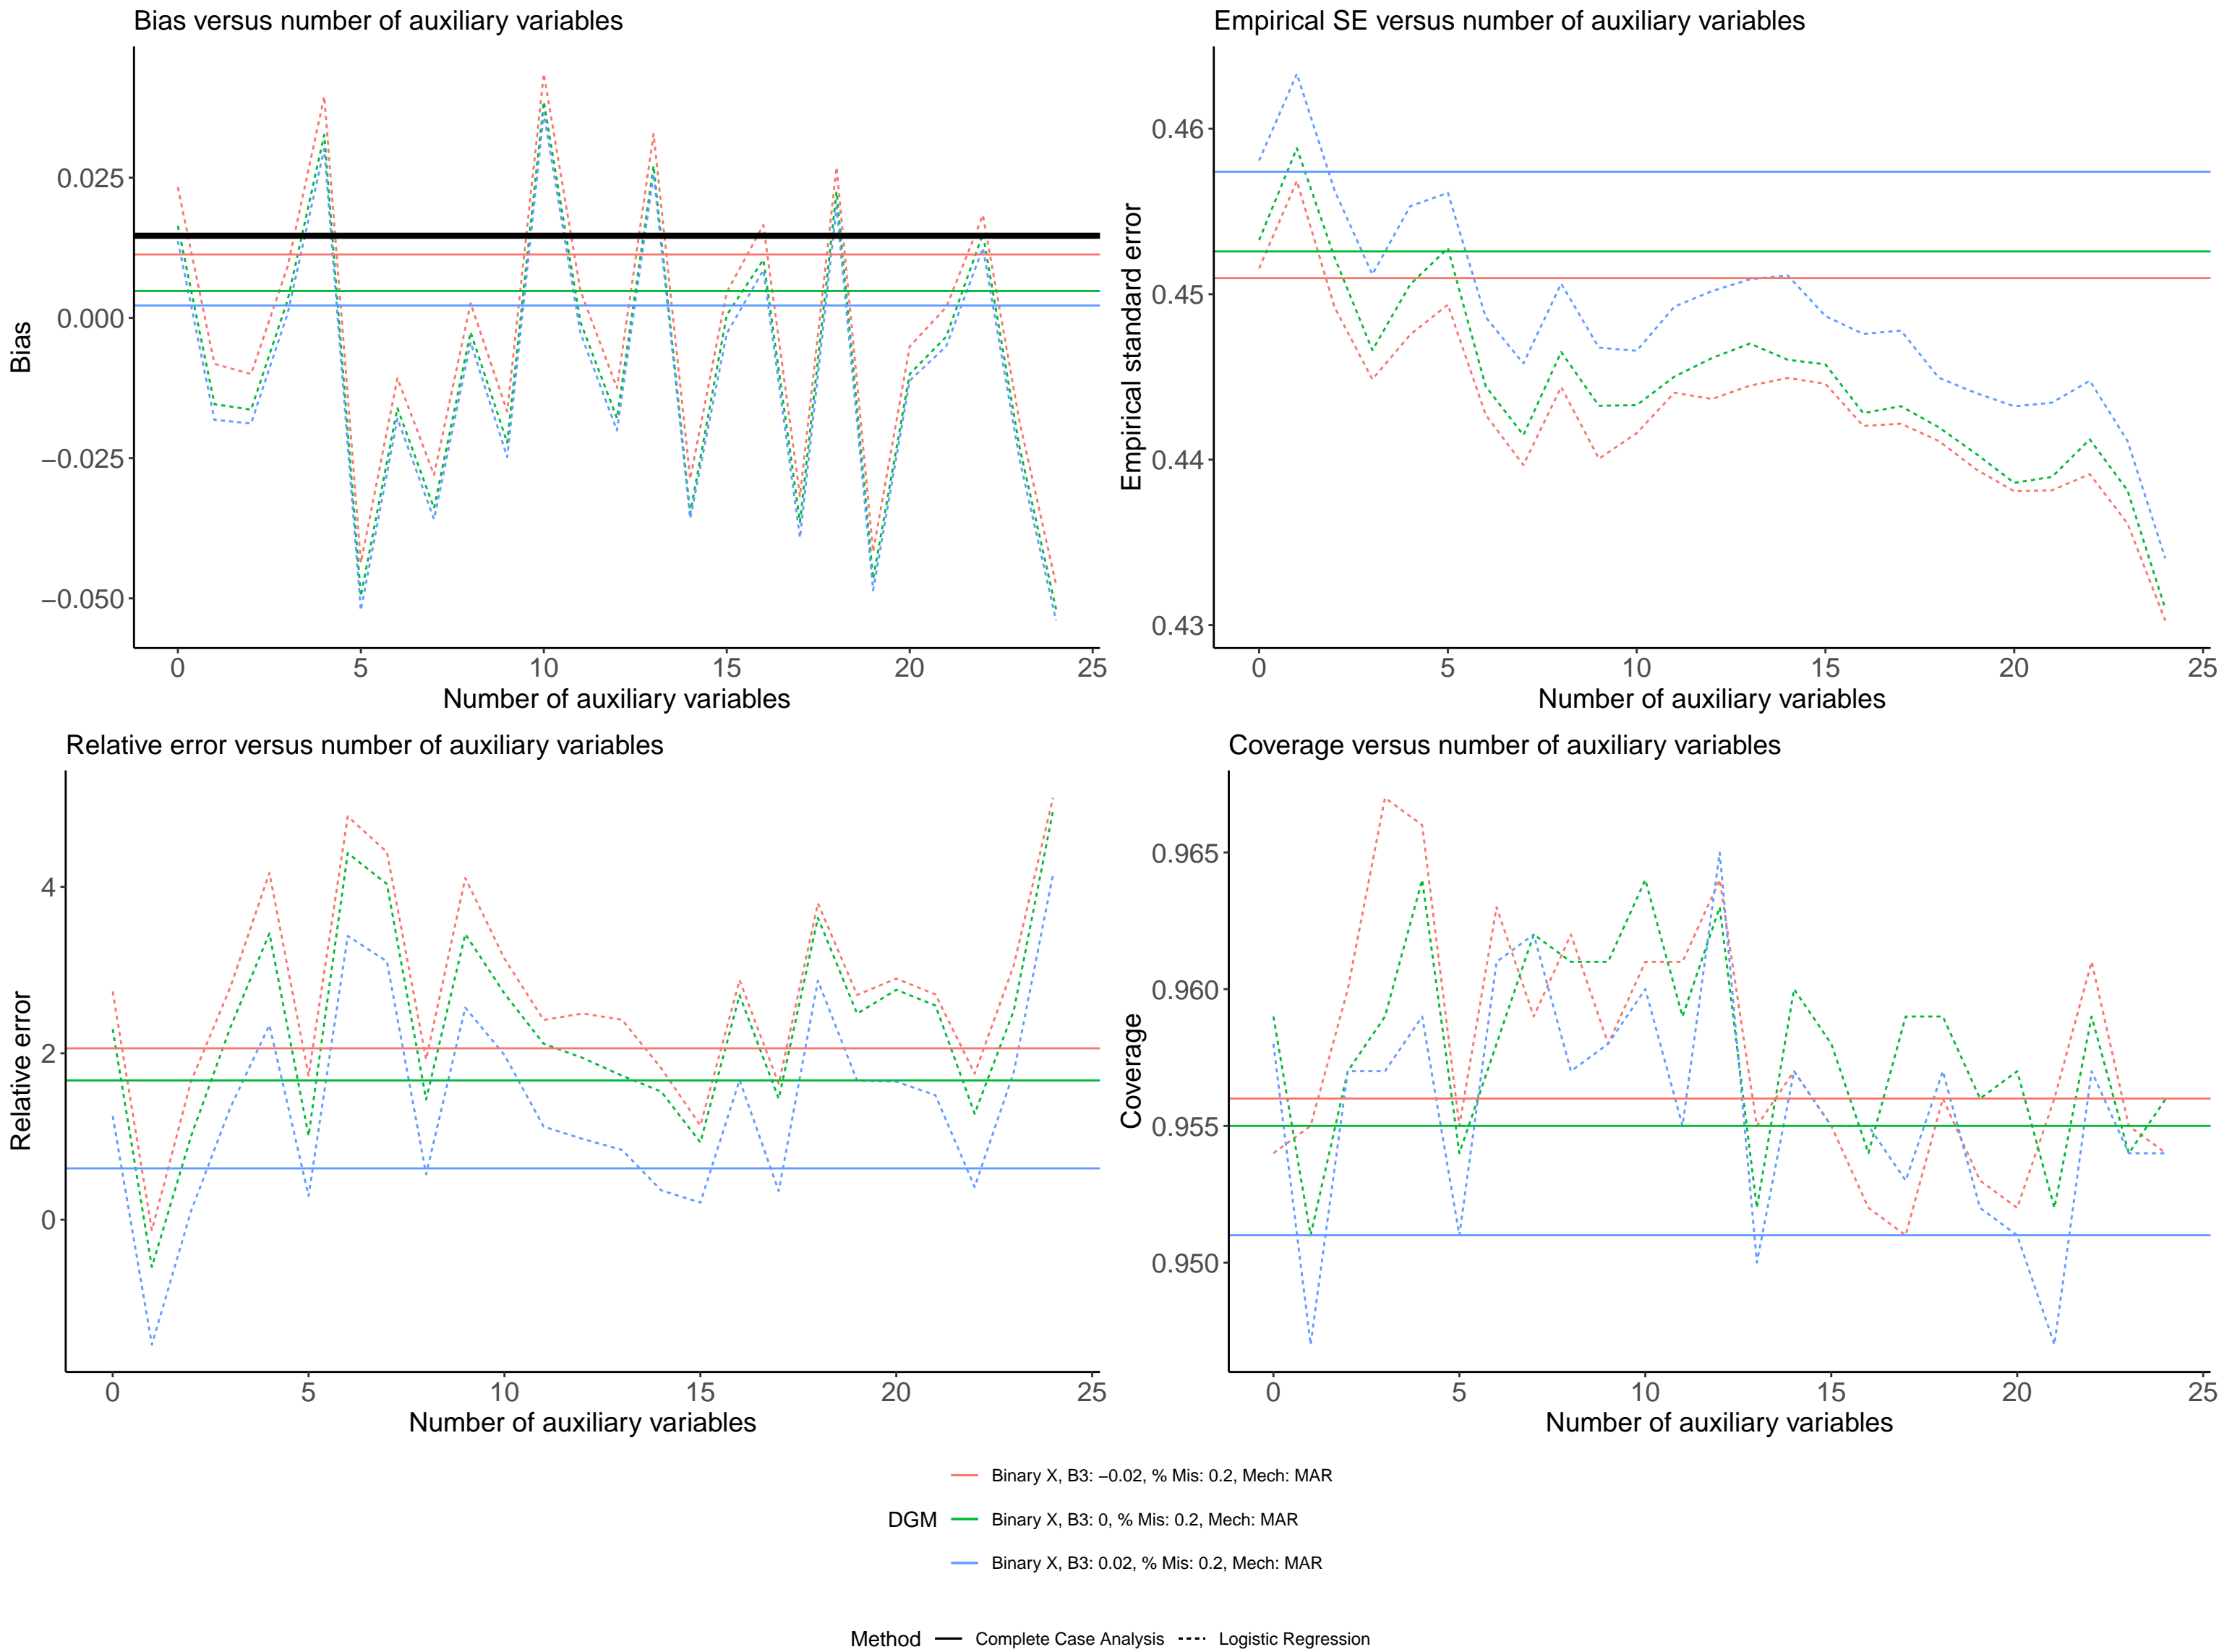 Bias versus number of auxiliary variables
Bias
0.025
0.000
−0.025
−0.050
0 5 10 15 20 25
Number of auxiliary variables
Empirical SE versus number of auxiliary variables
Empirical standard error
0.46
0.45
0.44
0.43
0 5 10 15 20 25
Number of auxiliary variables
Relative error versus number of auxiliary variables
Relative error
4
2
0
0 5 10 15 20 25
Number of auxiliary variables
Coverage versus number of auxiliary variables
Coverage
0.965
0.960
0.955
0.950
0 5 10 15 20 25
Number of auxiliary variables
DGM
Binary X, B3: −0.02, % Mis: 0.2, Mech: MAR
Binary X, B3: 0, % Mis: 0.2, Mech: MAR
Binary X, B3: 0.02, % Mis: 0.2, Mech: MAR
Method Complete Case Analysis Logistic Regression